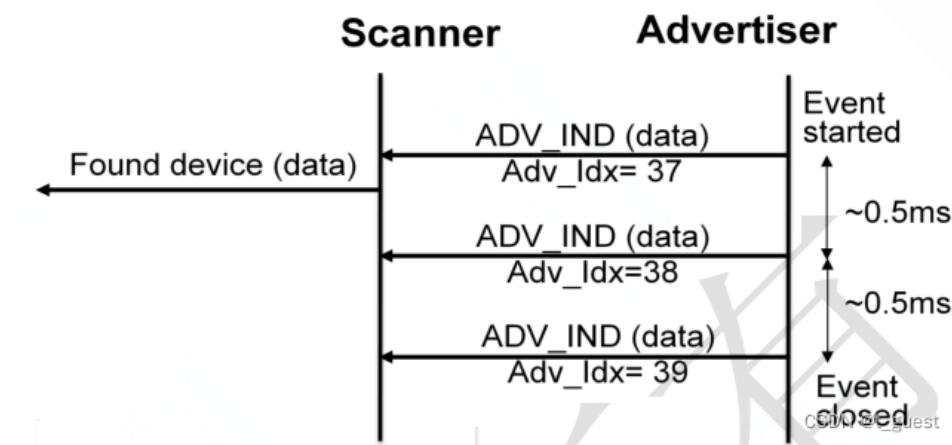 Scanner
Advertiser
Event
started
ADV_IND (data)
Adv_Idx= 37
Found device (data)
~0.5ms
ADV_IND (data)
Adv_Idx=38
~0.5ms
ADV_IND (data)
Adv_Idx= 39
Event
closed
有